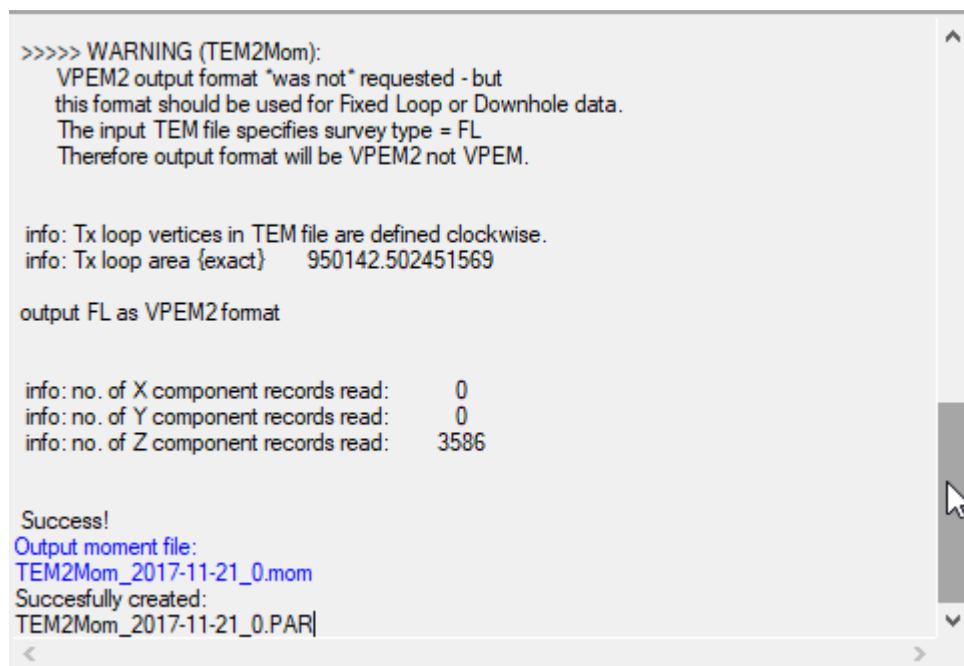 >>>>> WARNING (TEM2Mom):
VPEM2 output format *was not* requested - but
this format should be used for Fixed Loop or Downhole data.
The input TEM file specifies survey type = FL
Therefore output format will be VPEM2 not VPEM.
info: Tx loop vertices in TEM file are defined clockwise.
info: Tx loop area {exact} 950142.502451569
output FL as VPEM2 format
info: no. of X component records read: 0
info: no. of Y component records read: 0
info: no. of Z component records read: 3586
Success!
Output moment file:
TEM2Mom_2017-11-21_0.mom
Succesfully created:
TEM2Mom_2017-11-21_0.PAR